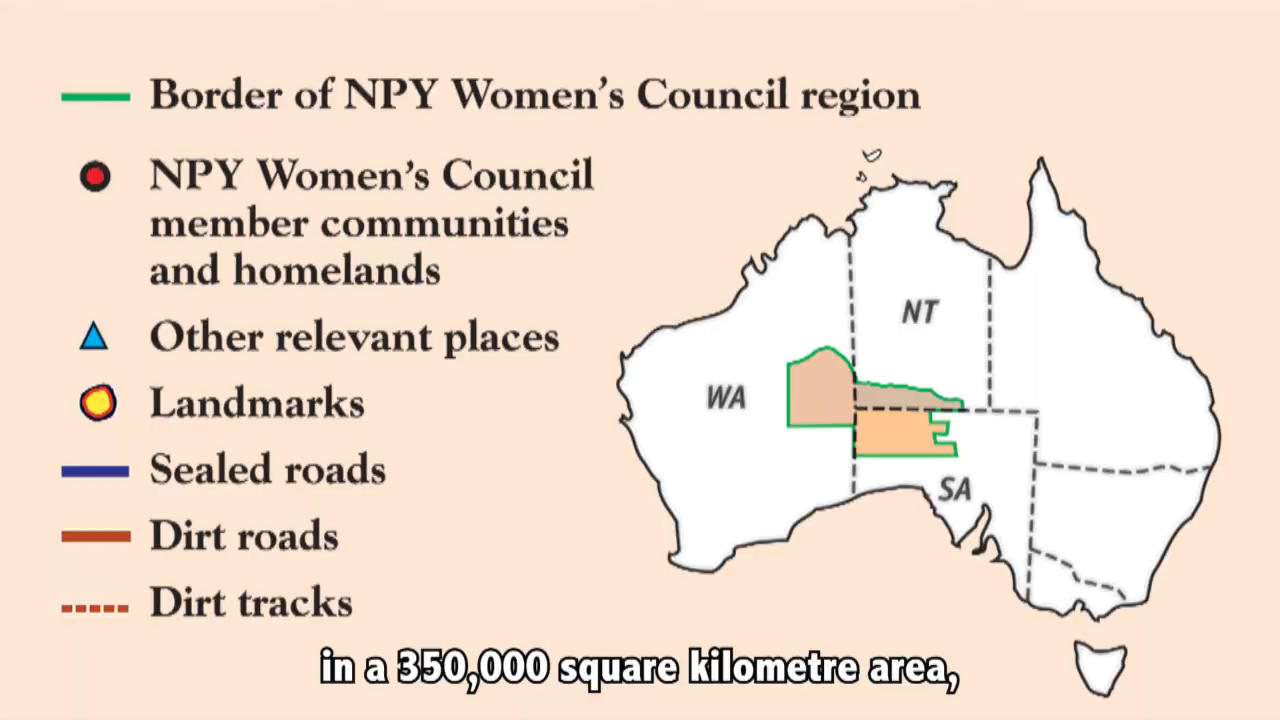 Border of NPY Women's Council region
NPY Women's Council
member communities
and homelands
Other relevant places
Landmarks
Sealed roads
Dirt roads
Dirt tracks
NT
WA
SA
in a 350,000 square kilometre area,